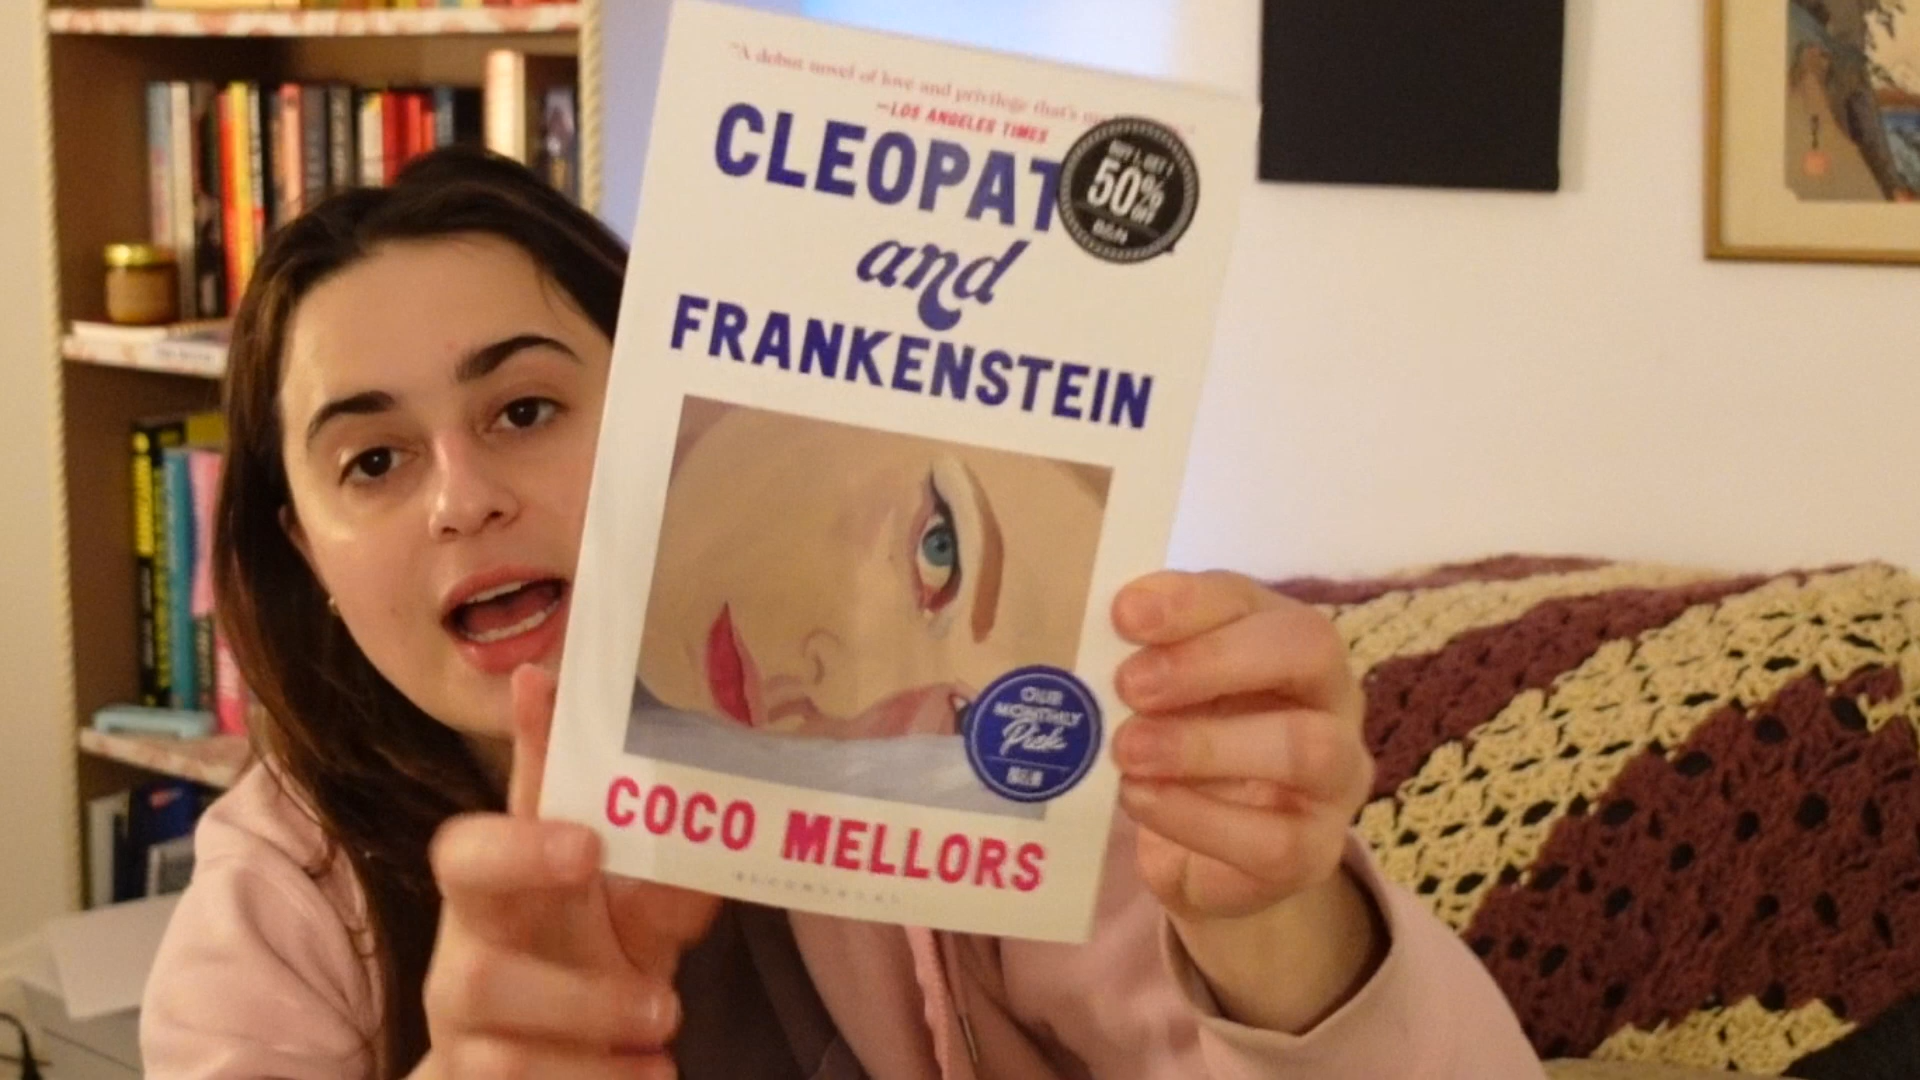 "A debut novel of love and privilege that's
—LOS ANGELES TIMES
CLEOPAT
and
FRANKENSTEIN
BUY 1, GET 1
50%
OFF
B&N
OUR
MONTHLY
Pick
B&N
COCO MELLORS
BLOOMSBURY